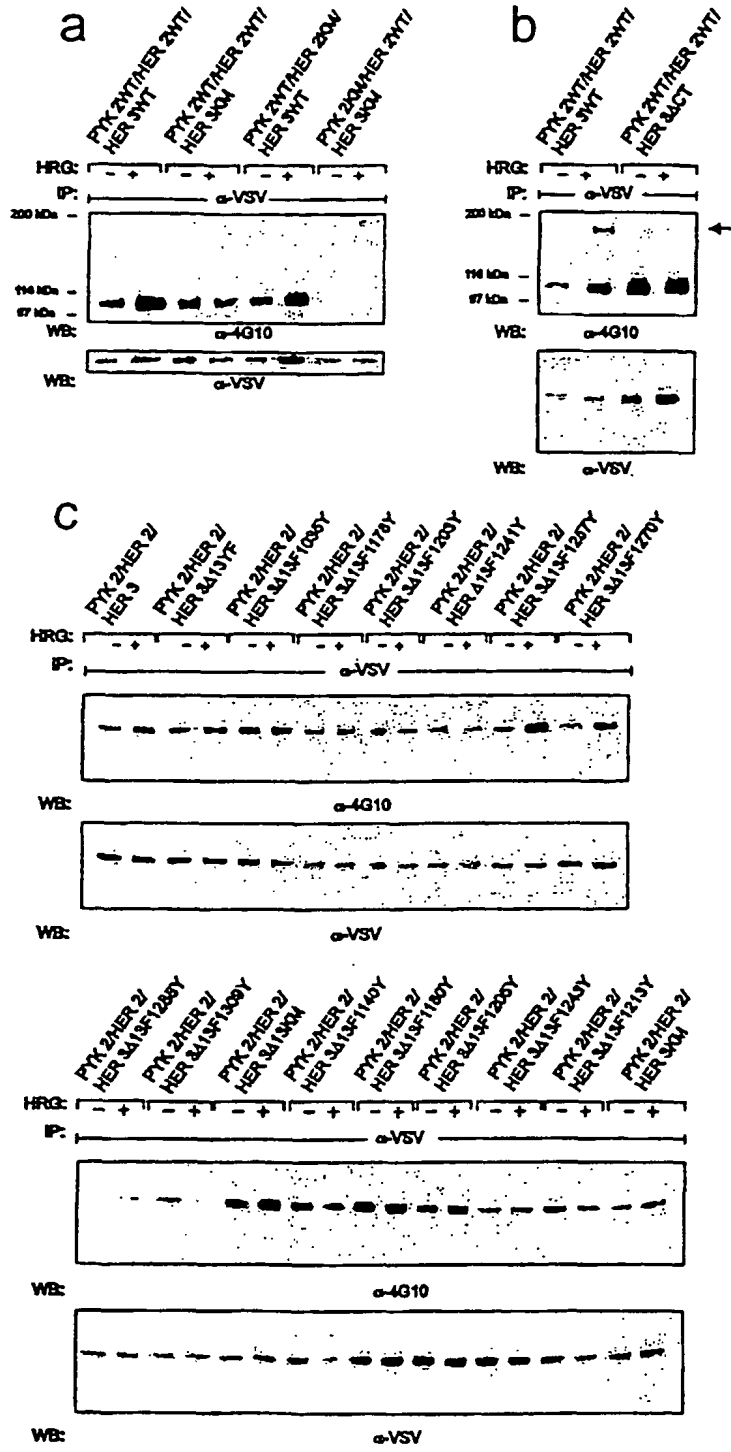 a
PYK 2WT/HER 2WT/
HER 3WT
PYK 2WT/HER 2WT/
HER 3KM
PYK 2WT/HER 2KM/
HER 3WT
PYK 2KM/HER 2WT/
HER 3KM
HRG: - + - + - + - +
IP: α-VSV
200 kDa
116 kDa
97 kDa
WB: α-4G10
WB: α-VSV
b
PYK 2WT/HER 2WT/
HER 3WT
PYK 2WT/HER 2WT/
HER 3ΔCT
HRG: - + - +
IP: α-VSV
200 kDa
116 kDa
97 kDa
WB: α-4G10
WB: α-VSV
c
PYK 2/HER 2/
HER 3
PYK 2/HER 2/
HER 3Δ13YF
PYK 2/HER 2/
HER 3Δ13F1035Y
PYK 2/HER 2/
HER 3Δ13F1178Y
PYK 2/HER 2/
HER 3Δ13F1203Y
PYK 2/HER 2/
HER Δ13F1241Y
PYK 2/HER 2/
HER 3Δ13F1257Y
PYK 2/HER 2/
HER 3Δ13F1270Y
HRG: - + - + - + - + - + - + - + - +
IP: α-VSV
WB: α-4G10
WB: α-VSV
PYK 2/HER 2/
HER 3Δ13F1285Y
PYK 2/HER 2/
HER 3Δ13F1309Y
PYK 2/HER 2/
HER 3Δ13KM
PYK 2/HER 2/
HER 3Δ13F1140Y
PYK 2/HER 2/
HER 3Δ13F1180Y
PYK 2/HER 2/
HER 3Δ13F1205Y
PYK 2/HER 2/
HER 3Δ13F1243Y
PYK 2/HER 2/
HER 3Δ13F1213Y
PYK 2/HER 2/
HER 3KM
HRG: - + - + - + - + - + - + - + - + - +
IP: α-VSV
WB: α-4G10
WB: α-VSV